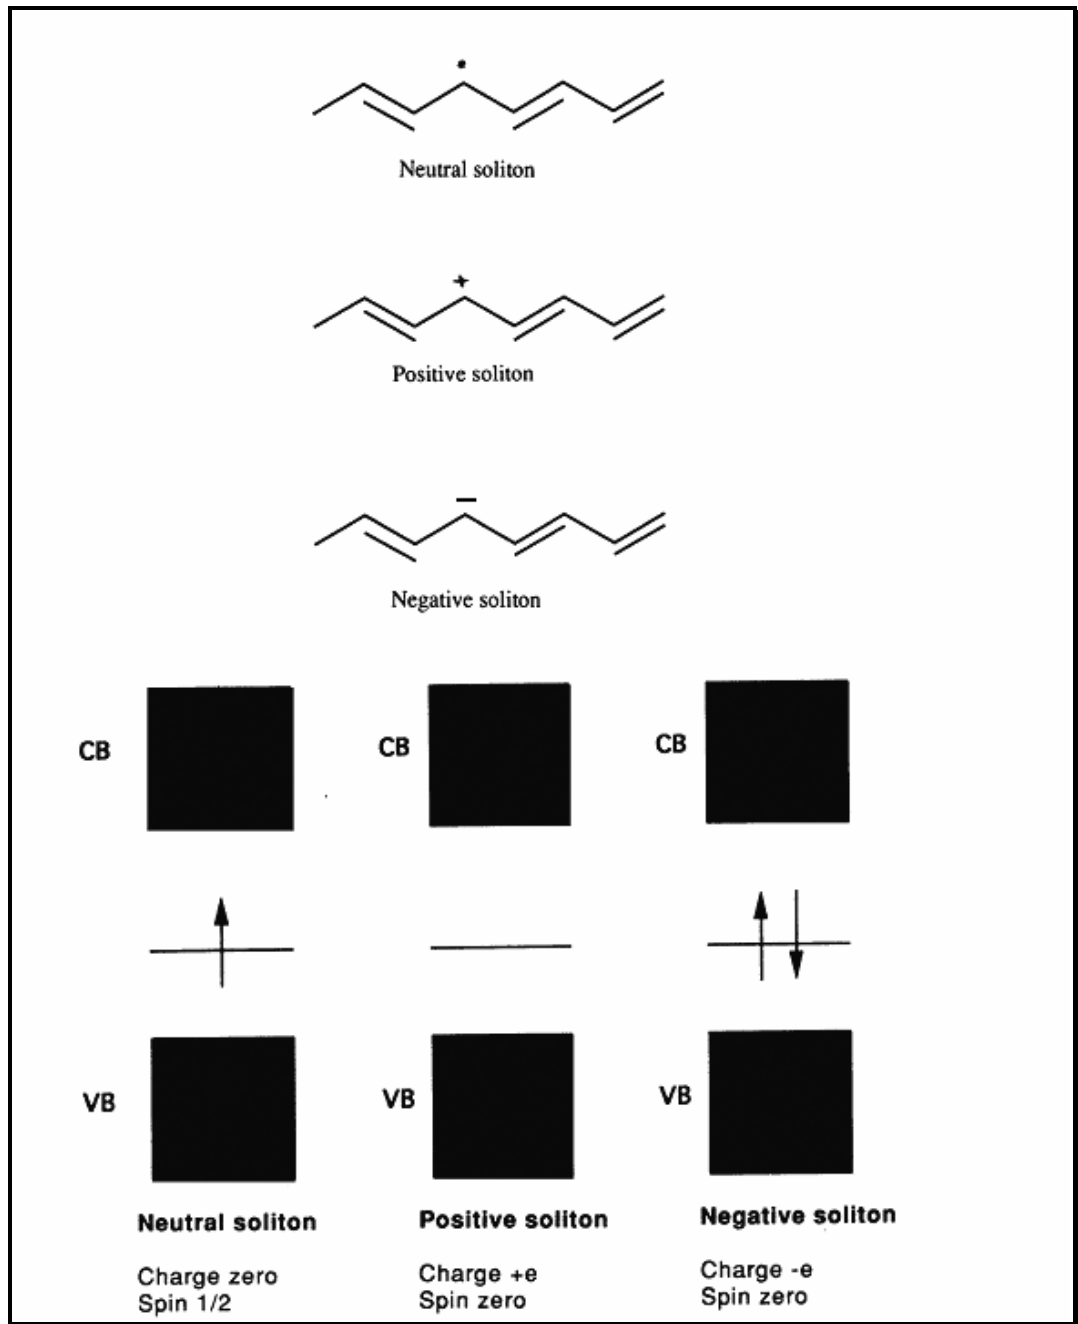 Neutral soliton
+
Positive soliton
−
Negative soliton
CB CB CB
VB VB VB
Neutral soliton Positive soliton Negative soliton
Charge zero Charge +e Charge -e
Spin 1/2 Spin zero Spin zero